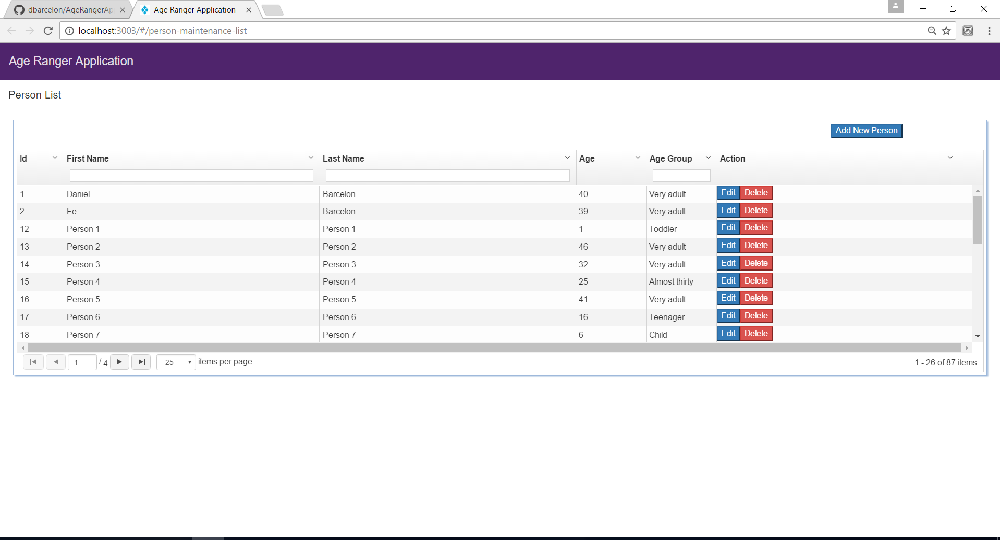 dbarcelon/AgeRangerAp
Age Ranger Application
localhost:3003/#/person-maintenance-list
Age Ranger Application
Person List
Add New Person
Id First Name Last Name Age Age Group Action
1 Daniel Barcelon 40 Very adult Edit Delete
2 Fe Barcelon 39 Very adult Edit Delete
12 Person 1 Person 1 1 Toddler Edit Delete
13 Person 2 Person 2 46 Very adult Edit Delete
14 Person 3 Person 3 32 Very adult Edit Delete
15 Person 4 Person 4 25 Almost thirty Edit Delete
16 Person 5 Person 5 41 Very adult Edit Delete
17 Person 6 Person 6 16 Teenager Edit Delete
18 Person 7 Person 7 6 Child Edit Delete
1 / 4 25 items per page 1 - 26 of 87 items